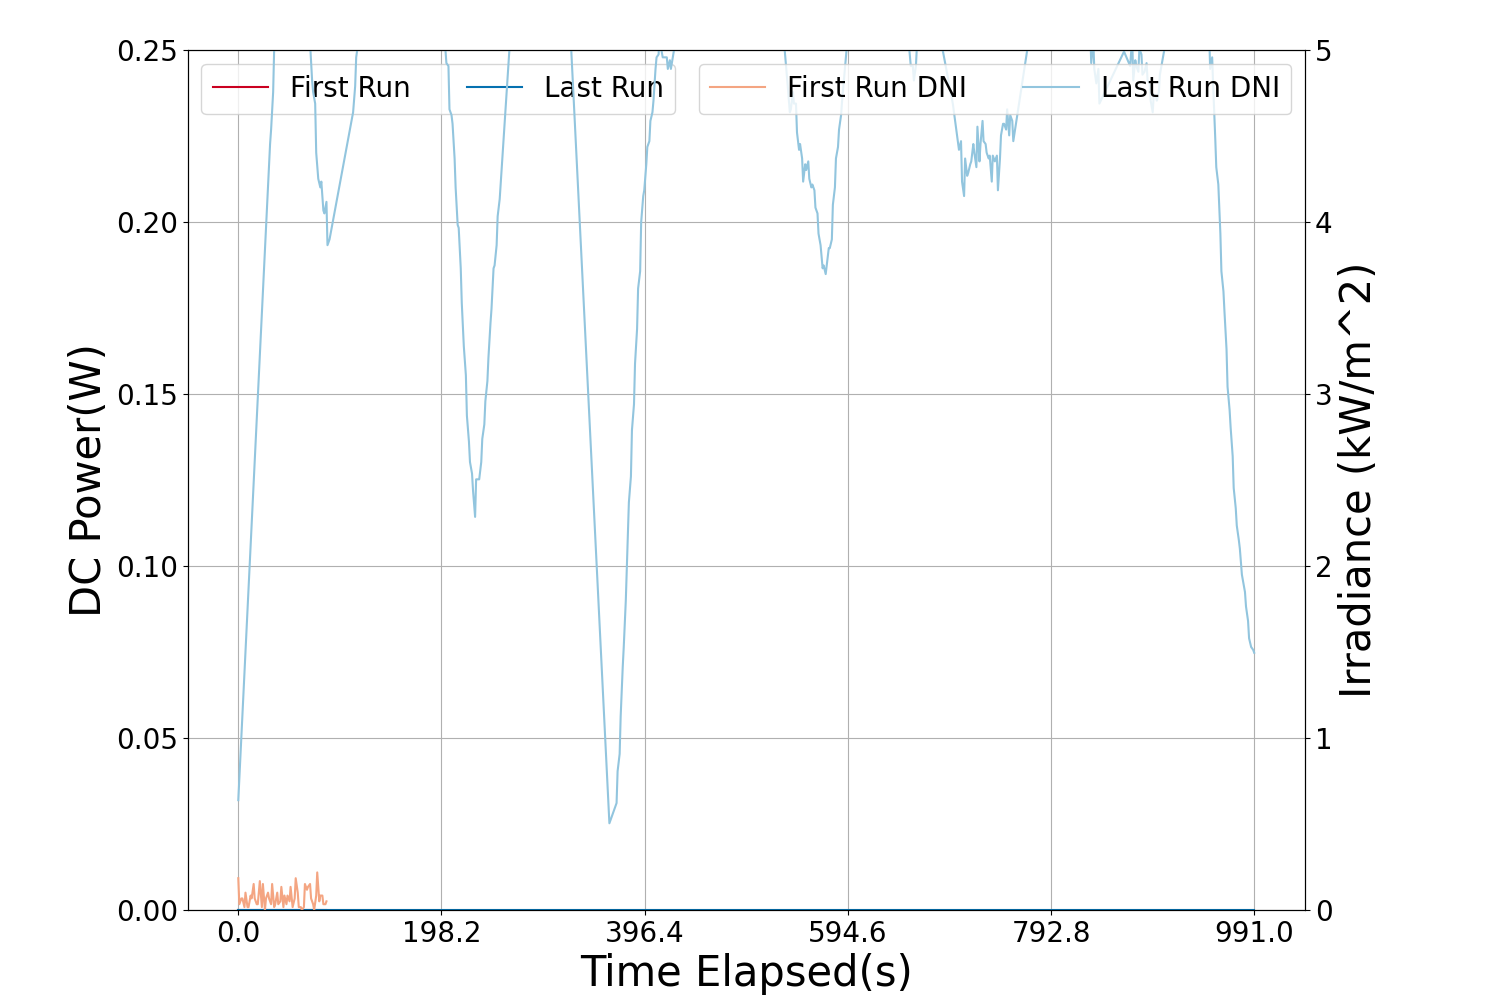 First Run
Last Run
First Run DNI
Last Run DNI
0.25
0.20
0.15
0.10
0.05
0.00
DC Power(W)
5
4
3
2
1
0
Irradiance (kW/m^2)
0.0 198.2 396.4 594.6 792.8 991.0
Time Elapsed(s)